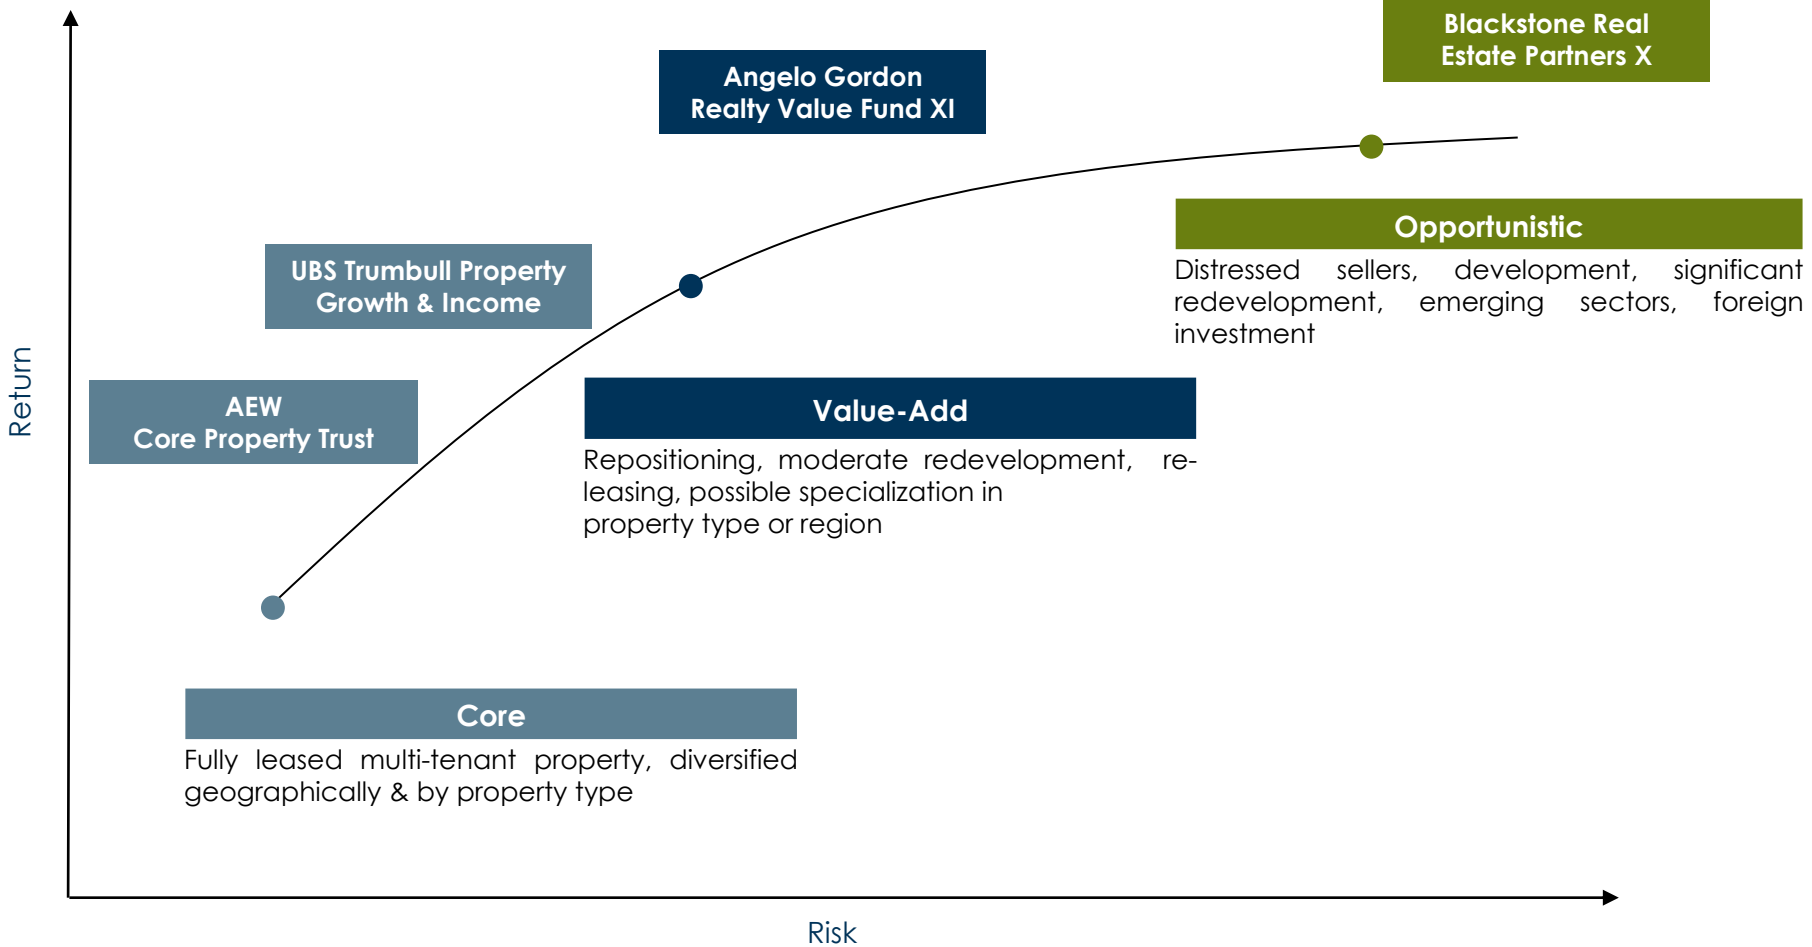 Blackstone Real
Estate Partners X
Angelo Gordon
Realty Value Fund XI
Opportunistic
Distressed sellers, development, significant
redevelopment, emerging sectors, foreign
investment
UBS Trumbull Property
Growth & Income
AEW
Core Property Trust
Value-Add
Repositioning, moderate redevelopment, re-
leasing, possible specialization in
property type or region
Return
Core
Fully leased multi-tenant property, diversified
geographically & by property type
Risk